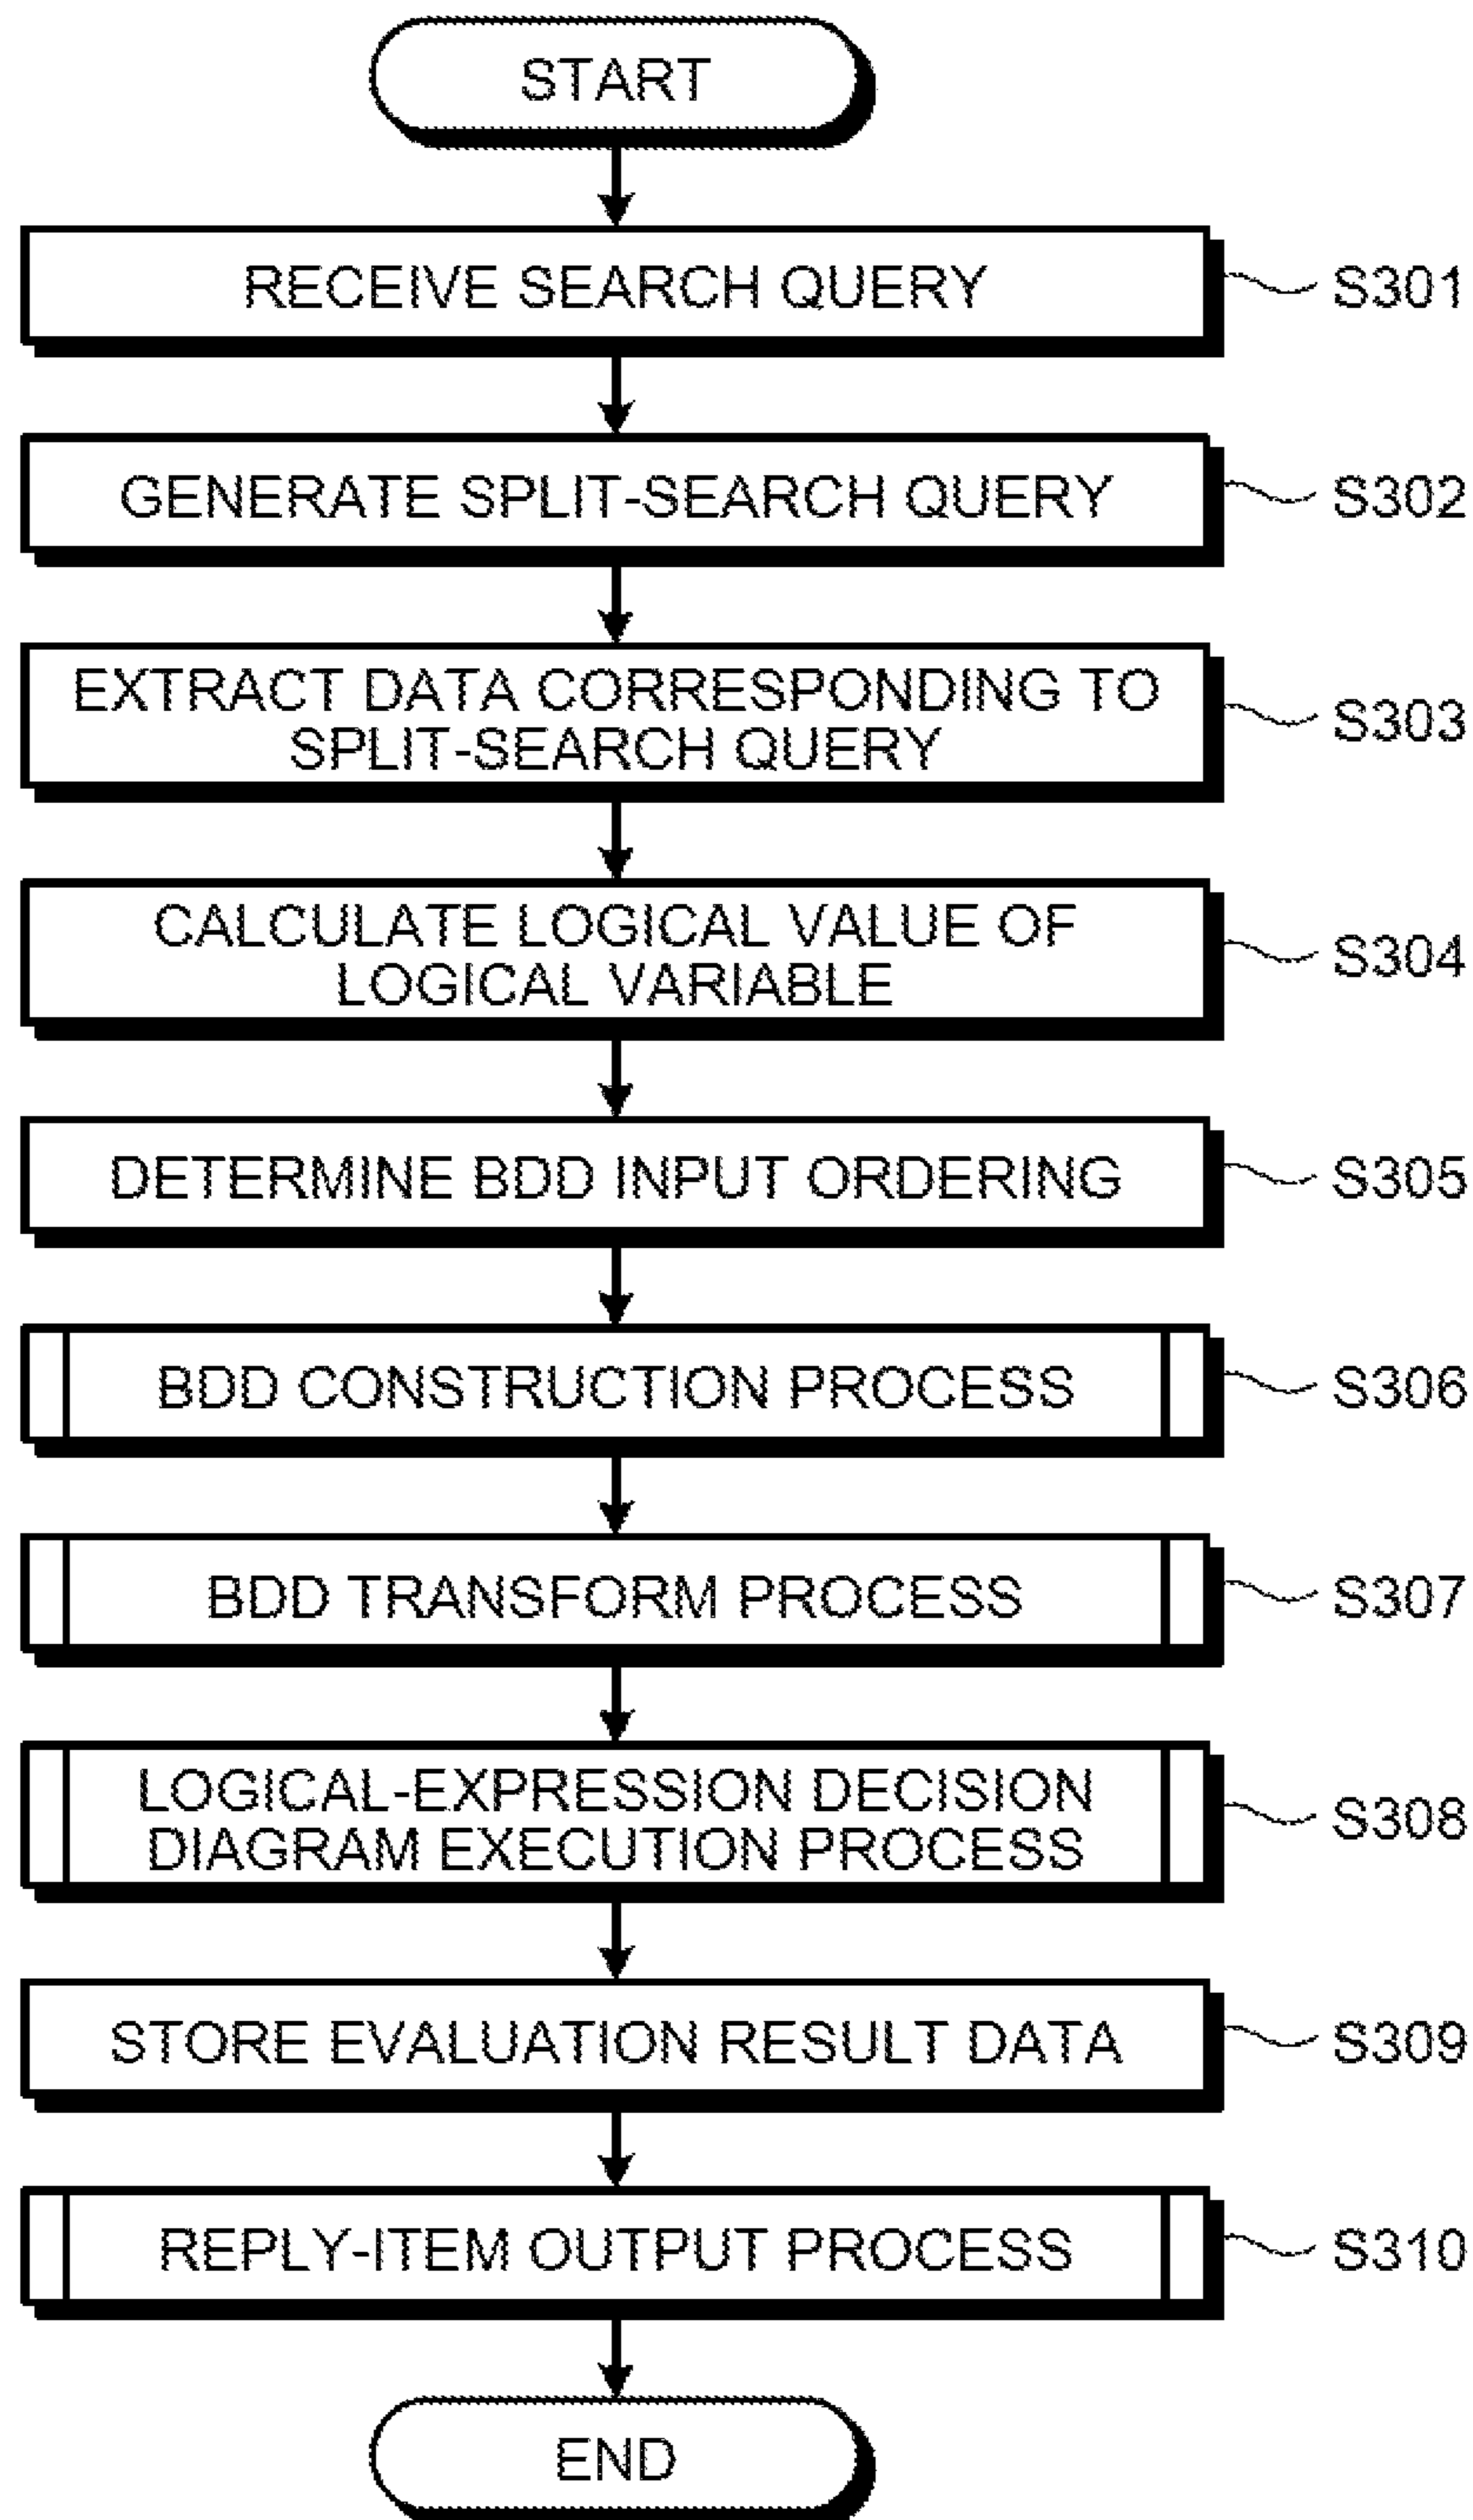 START
RECEIVE SEARCH QUERY
S301
GENERATE SPLIT-SEARCH QUERY
S302
EXTRACT DATA CORRESPONDING TO
SPLIT-SEARCH QUERY
S303
CALCULATE LOGICAL VALUE OF
LOGICAL VARIABLE
S304
DETERMINE BDD INPUT ORDERING
S305
BDD CONSTRUCTION PROCESS
S306
BDD TRANSFORM PROCESS
S307
LOGICAL-EXPRESSION DECISION
DIAGRAM EXECUTION PROCESS
S308
STORE EVALUATION RESULT DATA
S309
REPLY-ITEM OUTPUT PROCESS
S310
END